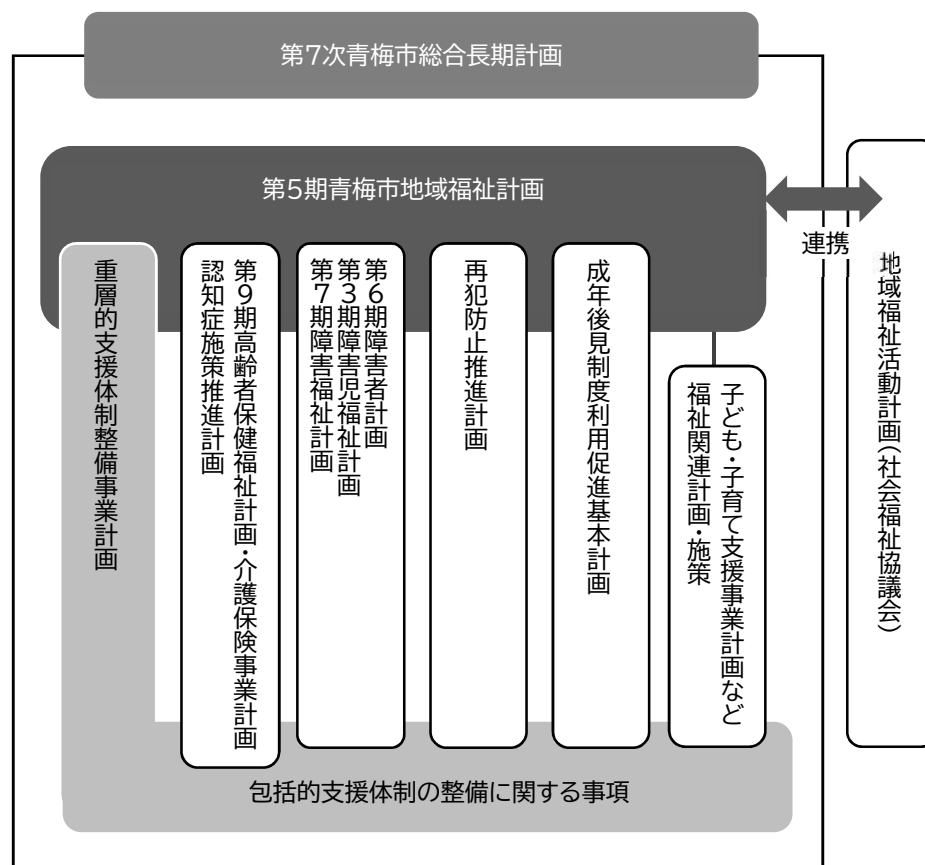 第7次青梅市総合長期計画
第5期青梅市地域福祉計画
連携
重層的支援体制整備事業計画
第9期高齢者保健福祉計画・介護保険事業計画
認知症施策推進計画
第6期障害者計画
第3期障害児福祉計画
第7期障害福祉計画
再犯防止推進計画
成年後見制度利用促進基本計画
子ども・子育て支援事業計画など
福祉関連計画・施策
地域福祉活動計画(社会福祉協議会)
包括的支援体制の整備に関する事項